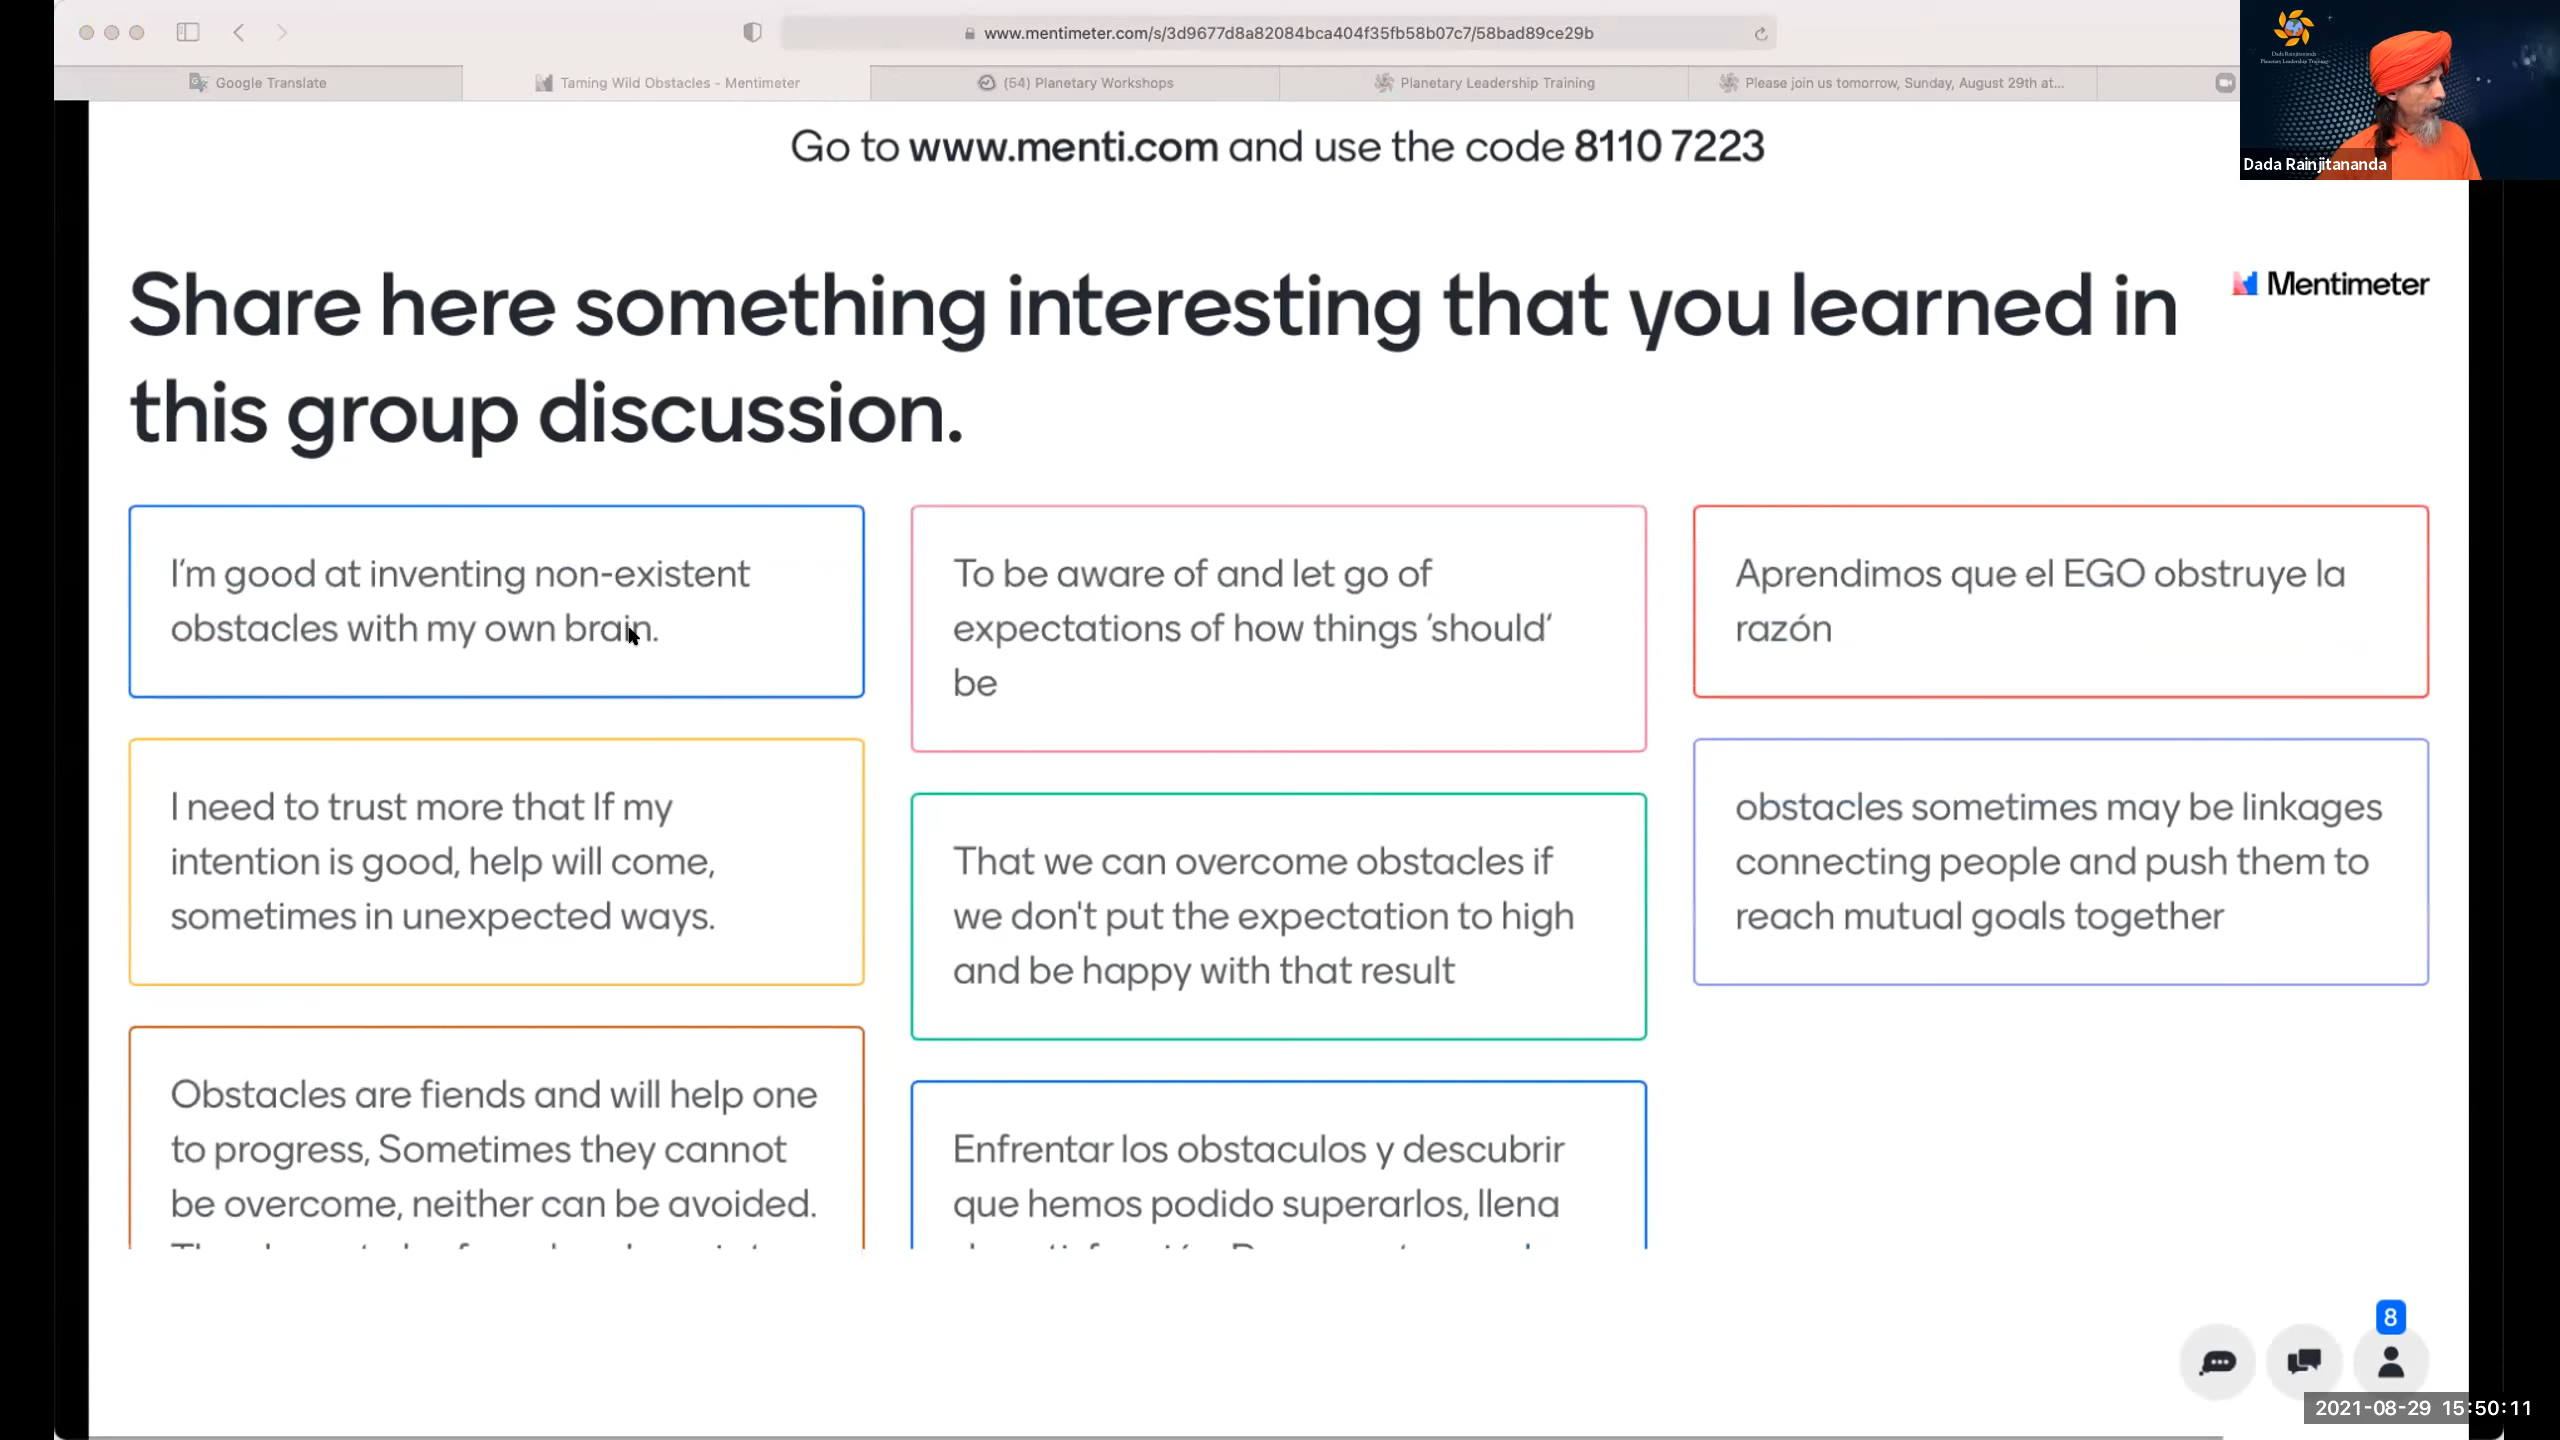 www.mentimeter.com/s/3d9677d8a82084bca404f35fb58b07c7/58bad89ce29b
Google Translate
Taming Wild Obstacles - Mentimeter
(54) Planetary Workshops
Planetary Leadership Training
Please join us tomorrow, Sunday, August 29th at...
Dada Rainjitananda
Planetary Leadership Training
Dada Rainjitananda
Go to www.menti.com and use the code 8110 7223
Share here something interesting that you learned in
this group discussion.
Mentimeter
I'm good at inventing non-existent
obstacles with my own brain.
I need to trust more that If my
intention is good, help will come,
sometimes in unexpected ways.
Obstacles are fiends and will help one
to progress, Sometimes they cannot
be overcome, neither can be avoided.
To be aware of and let go of
expectations of how things ‘should’
be
That we can overcome obstacles if
we don't put the expectation to high
and be happy with that result
Enfrentar los obstaculos y descubrir
que hemos podido superarlos, llena
Aprendimos que el EGO obstruye la
razón
obstacles sometimes may be linkages
connecting people and push them to
reach mutual goals together
8
2021-08-29 15:50:11